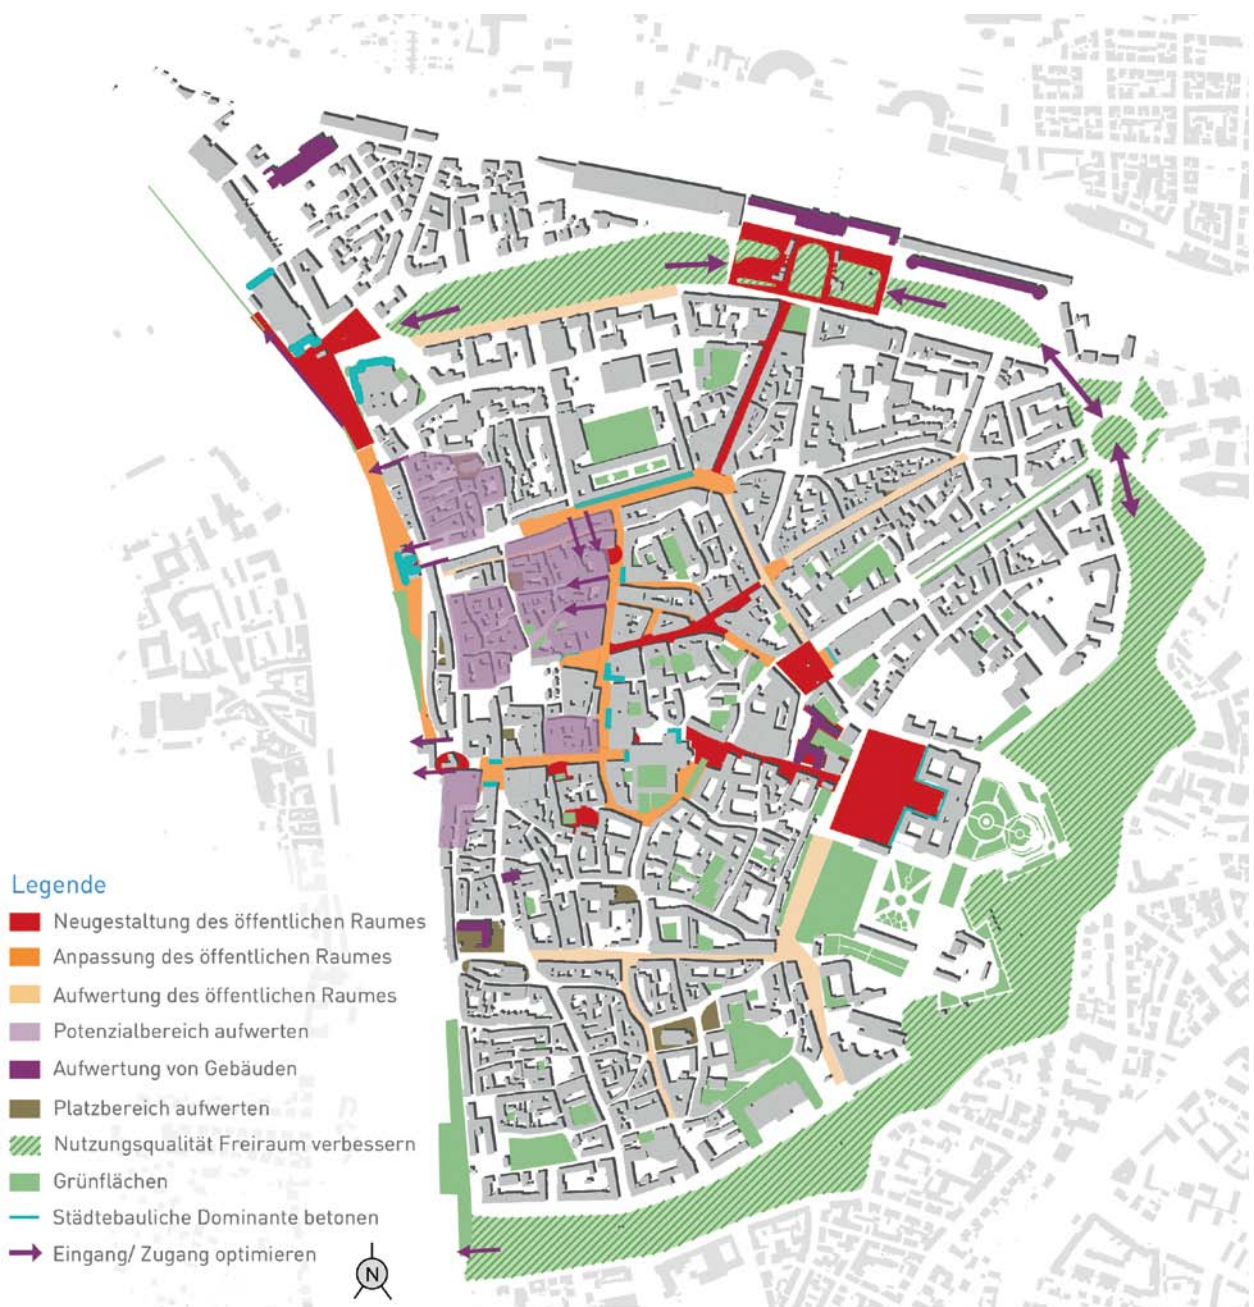 Legende
Neugestaltung des öffentlichen Raumes
Anpassung des öffentlichen Raumes
Aufwertung des öffentlichen Raumes
Potenzialbereich aufwerten
Aufwertung von Gebäuden
Platzbereich aufwerten
Nutzungsqualität Freiraum verbessern
Grünflächen
Städtebauliche Dominante betonen
Eingang/ Zugang optimieren
N